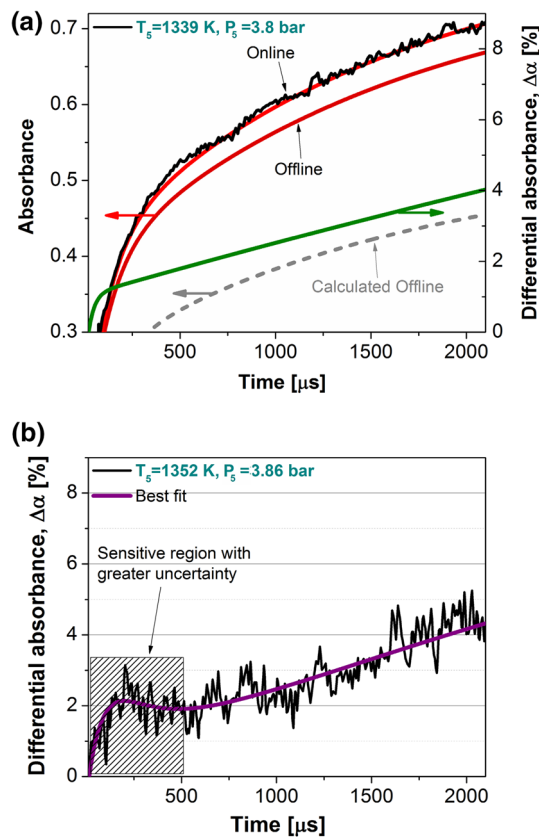 (a)
T5=1339 K, P5=3.8 bar
Online
Offline
Calculated Offline
Absorbance
0.7
0.6
0.5
0.4
0.3
Differential absorbance, Δα [%]
8
6
4
2
0
500
1000
1500
2000
Time [μs]
(b)
T5=1352 K, P5=3.86 bar
Best fit
Sensitive region with
greater uncertainty
Differential absorbance, Δα [%]
8
6
4
2
0
500
1000
1500
2000
Time [μs]